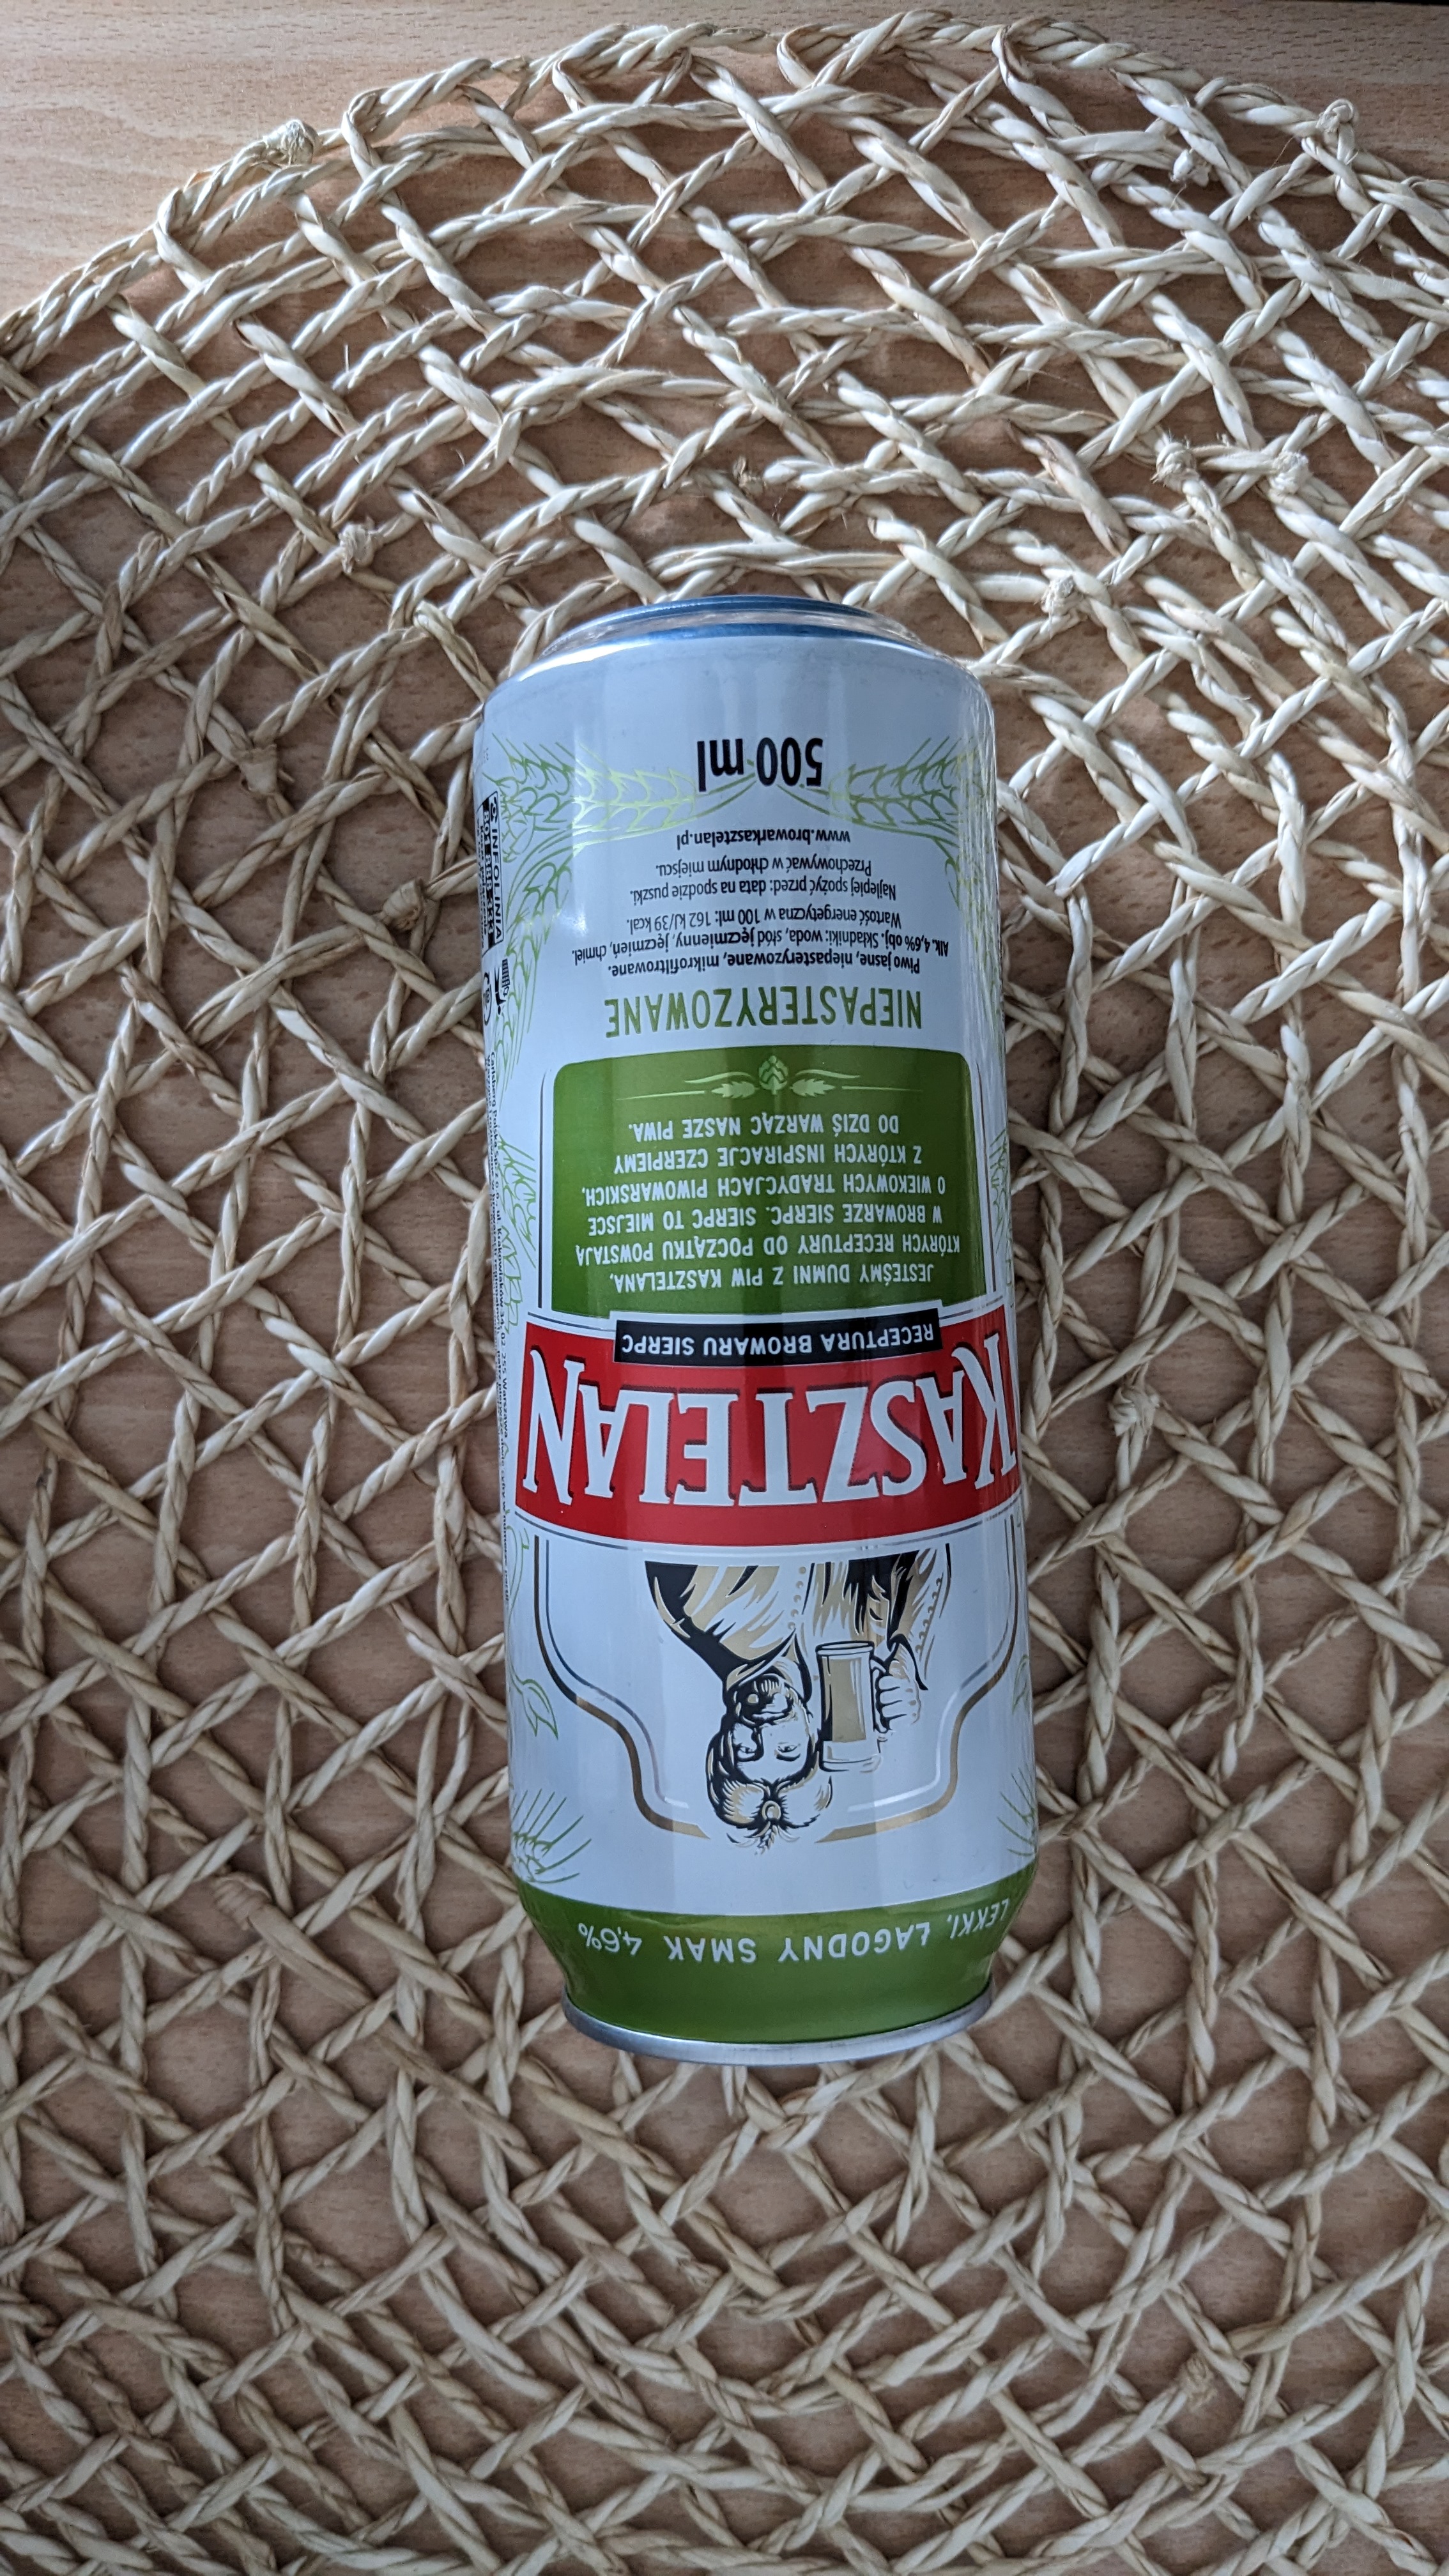 LEKKI, ŁAGODNY SMAK 4,6%
KASZTELAN
RECEPTURA BROWARU SIERPC
JESTEŚMY DUMNI Z PIW KASZTELANA,
KTÓRYCH RECEPTURY OD POCZĄTKU POWSTAJĄ
W BROWARZE SIERPC. SIERPC TO MIEJSCE
O WIEKOWYCH TRADYCJACH PIWOWARSKICH,
Z KTÓRYCH INSPIRACJE CZERPIEMY
DO DZIŚ WARZĄC NASZE PIWA.
NIEPASTERYZOWANE
Piwo jasne, niepasteryzowane, mikrofiltrowane.
Alk. 4,6% obj. Składniki: woda, słód jęczmienny, jęczmień, chmiel.
Wartość energetyczna w 100 ml: 162 kJ/39 kcal.
Najlepiej spożyć przed: data na spodzie puszki.
Przechowywać w chłodnym miejscu.
www.browarkasztelan.pl
500 ml
INFOLINIA
Carlsberg Polska